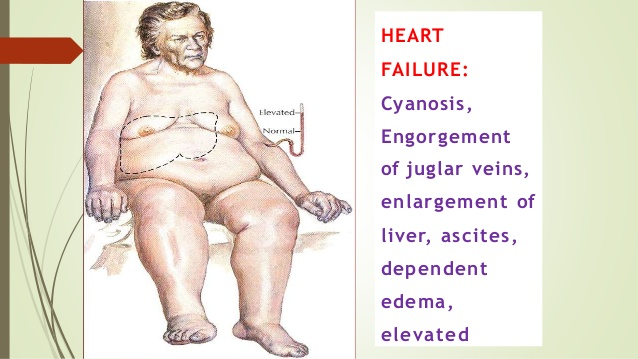 Elevated
Normal
HEART
FAILURE:
Cyanosis,
Engorgement
of juglar veins,
enlargement of
liver, ascites,
dependent
edema,
elevated